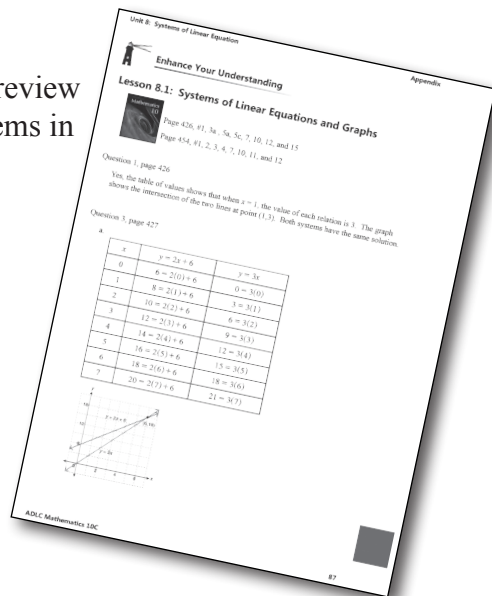 review
ems in
Unit 8: Systems of Linear Equation
Appendix
Enhance Your Understanding
Lesson 8.1: Systems of Linear Equations and Graphs
Mathematics
10
Page 426, #1, 3a, 5a, 5c, 7, 10, 12, and 15
Page 454, #1, 2, 3, 4, 7, 10, 11, and 12
Question 1, page 426
Yes, the table of values shows that when x = 1, the value of each relation is 3. The graph
shows the intersection of the two lines at point (1,3). Both systems have the same solution.
Question 3, page 427
a.
x y = 2x + 6 y = 3x
0 6 = 2(0) + 6 0 = 3(0)
1 8 = 2(1) + 6 3 = 3(1)
2 10 = 2(2) + 6 6 = 3(2)
3 12 = 2(3) + 6 9 = 3(3)
4 14 = 2(4) + 6 12 = 3(4)
5 16 = 2(5) + 6 15 = 3(5)
6 18 = 2(6) + 6 18 = 3(6)
7 20 = 2(7) + 6 21 = 3(7)
y = 2x + 6
y = 3x
ADLC Mathematics 10C
87